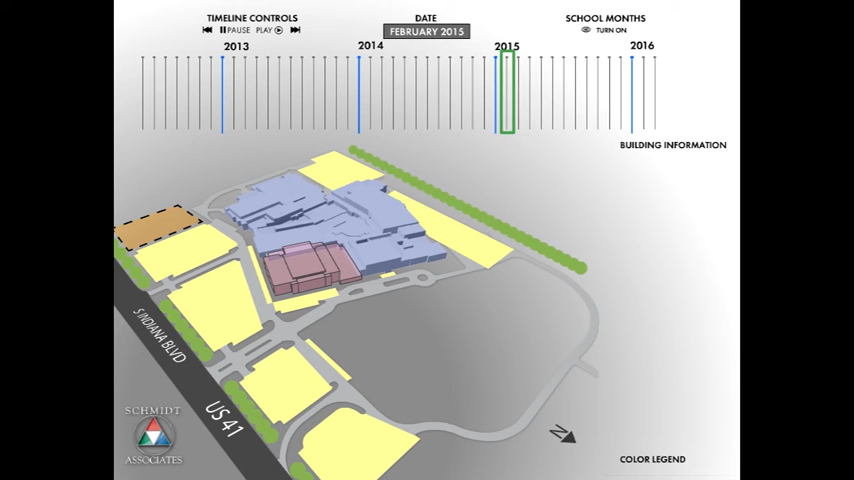 TIMELINE CONTROLS
PAUSE PLAY
DATE
FEBRUARY 2015
SCHOOL MONTHS
TURN ON
2013
2014
2015
2016
BUILDING INFORMATION
S INDIANA BLVD
US 41
SCHMIDT
ASSOCIATES
N
COLOR LEGEND